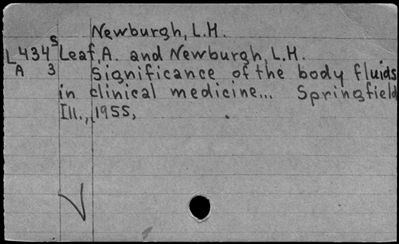 Newburgh, L.H.
L434s Leaf, A. and Newburgh, L.H.
A 3 Significance of the body fluids
in clinical medicine... Springfield
Ill., 1955,